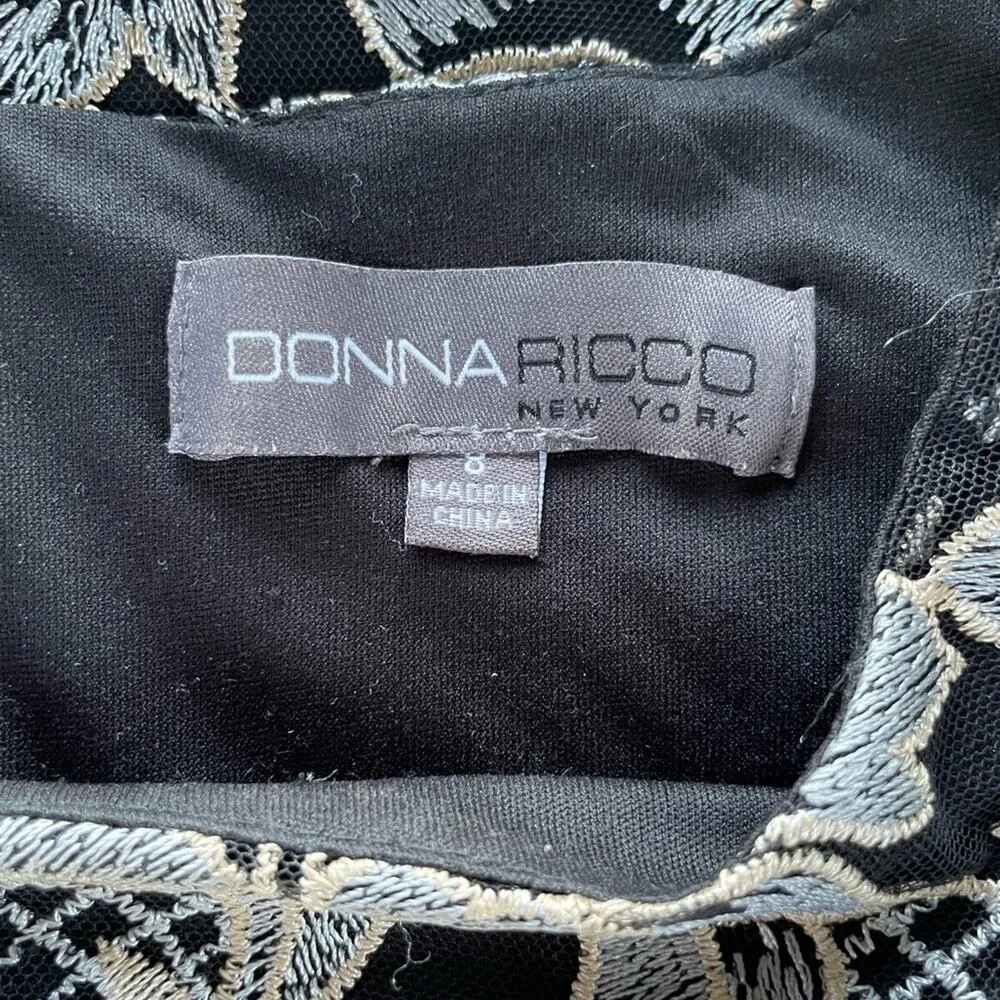 DONNA RICCO
NEW YORK
8
MADE IN
CHINA